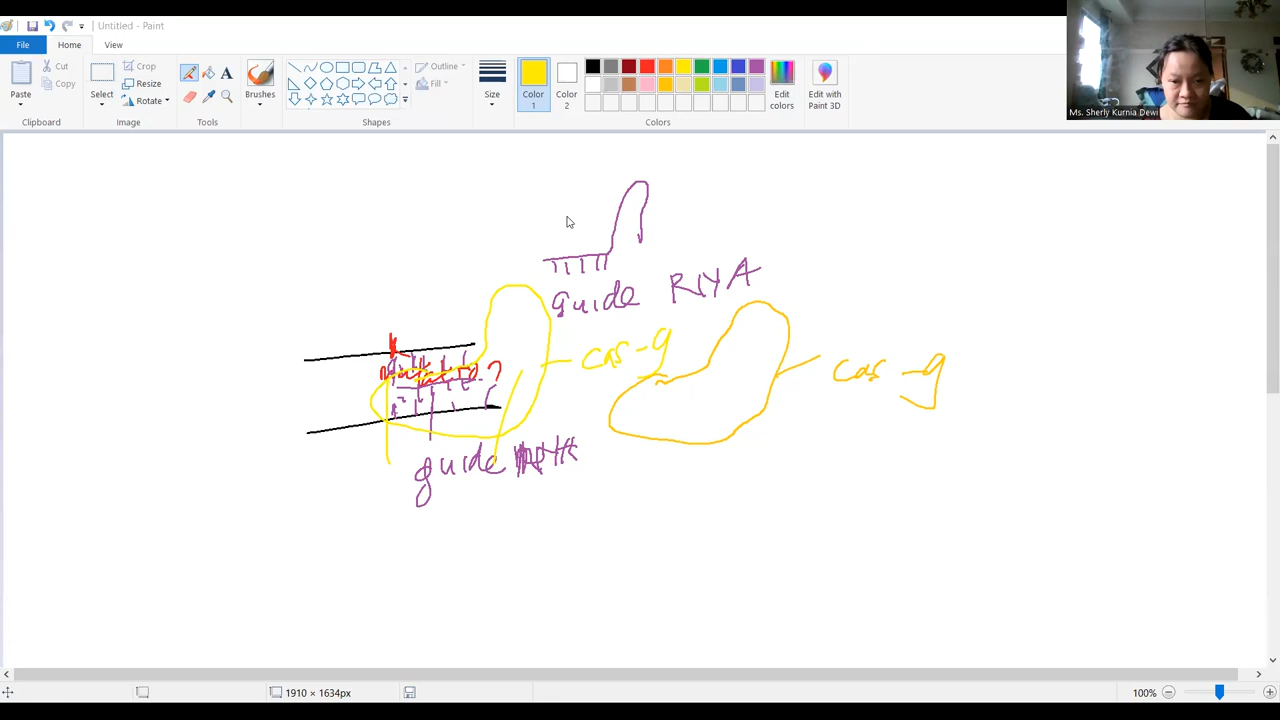 Untitled - Paint
File Home View
Paste
Cut
Copy
Clipboard
Select
Crop
Resize
Rotate
Image
Tools
Brushes
Shapes
Outline
Fill
Size
Color 1
Color 2
Edit colors
Colors
Edit with Paint 3D
Ms. Sherly Kurnia Dewi
guide RNA
cas-9
cas-9
guide
1910 × 1634px
100%